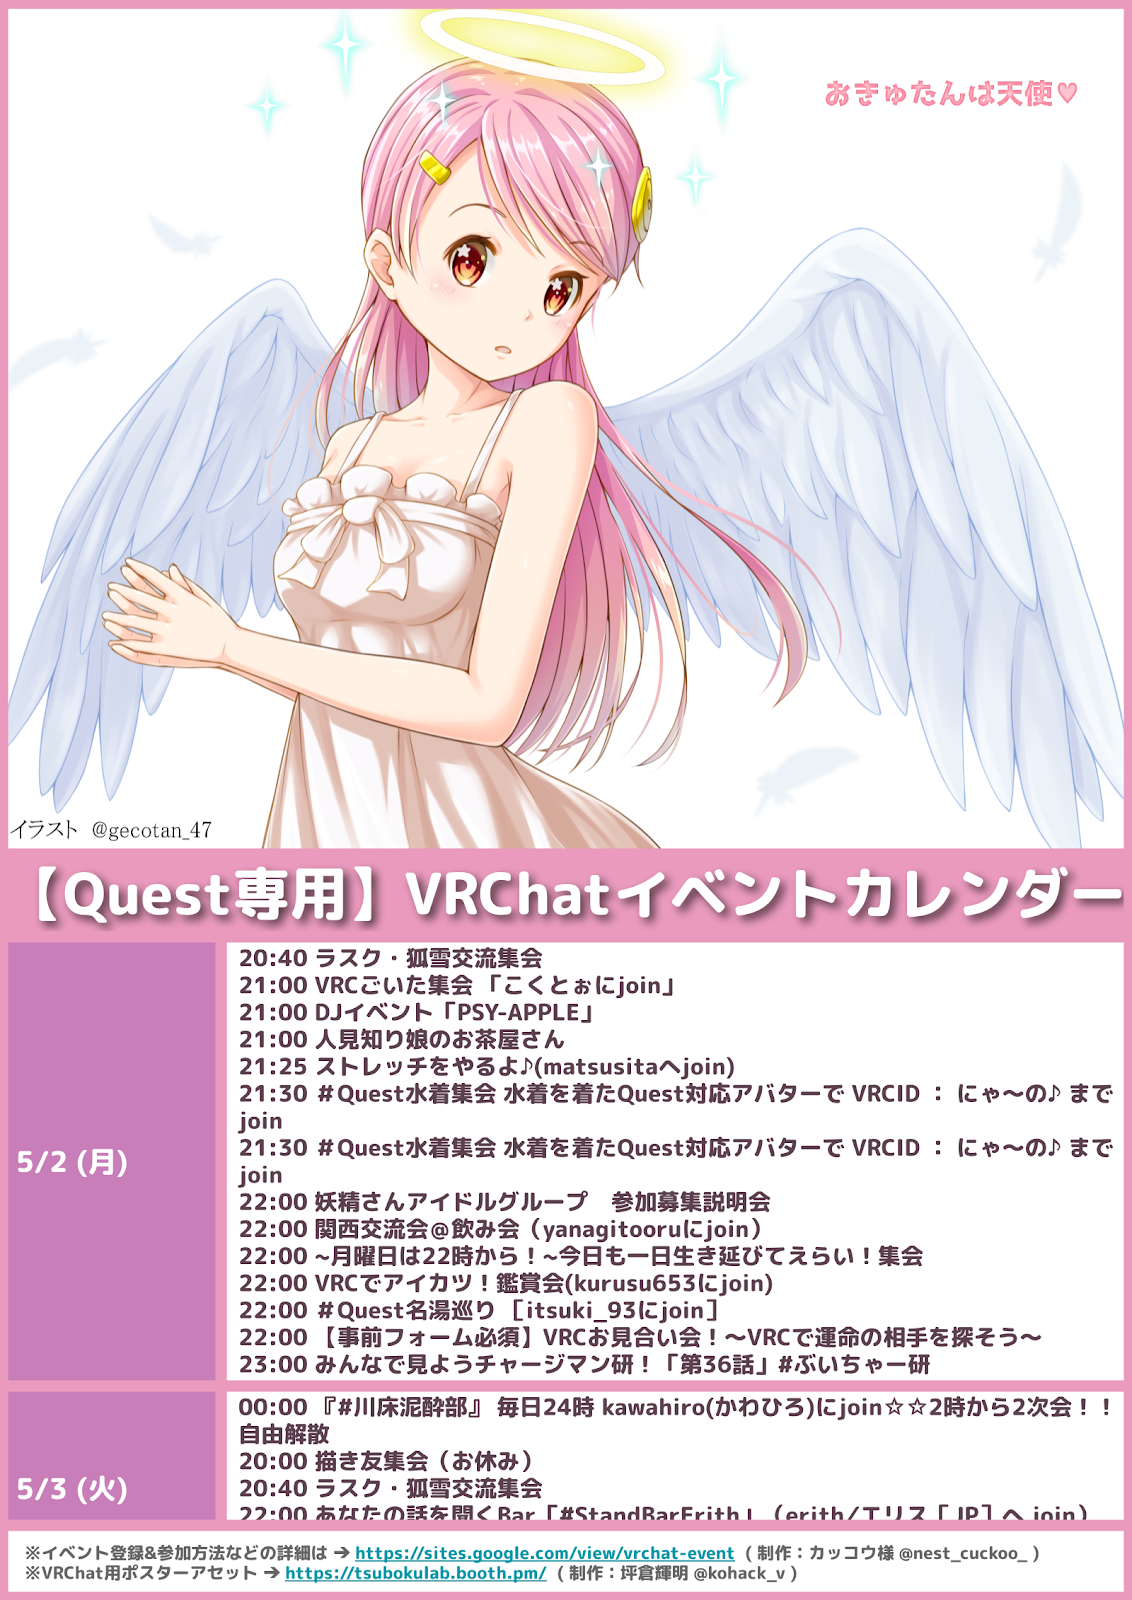 おきゅたんは天使♥
イラスト @gecotan_47
【Quest専用】VRChatイベントカレンダー
5/2 (月)
20:40 ラスク・狐雪交流集会
21:00 VRCごいた集会 「こくとぉにjoin」
21:00 DJイベント「PSY-APPLE」
21:00 人見知り娘のお茶屋さん
21:25 ストレッチをやるよ♪(matsusitaへjoin)
21:30 #Quest水着集会 水着を着たQuest対応アバターで VRCID ： にゃ～の♪ まで
join
21:30 #Quest水着集会 水着を着たQuest対応アバターで VRCID ： にゃ～の♪ まで
join
22:00 妖精さんアイドルグループ　参加募集説明会
22:00 関西交流会＠飲み会（yanagitooruにjoin）
22:00 ~月曜日は22時から！~今日も一日生き延びてえらい！集会
22:00 VRCでアイカツ！鑑賞会(kurusu653にjoin)
22:00 #Quest名湯巡り ［itsuki_93にjoin］
22:00 【事前フォーム必須】VRCお見合い会！～VRCで運命の相手を探そう～
23:00 みんなで見ようチャージマン研！「第36話」#ぶいちゃー研
5/3 (火)
00:00 『#川床泥酔部』 毎日24時 kawahiro(かわひろ)にjoin☆☆2時から2次会！！
自由解散
20:00 描き友集会（お休み）
20:40 ラスク・狐雪交流集会
22:00 あなたの話を聞くBar「#StandBarErith」（erith/エリス［JP］へ join）
※イベント登録&参加方法などの詳細は → https://sites.google.com/view/vrchat-event ( 制作：カッコウ様 @nest_cuckoo_ )
※VRChat用ポスターアセット → https://tsubokulab.booth.pm/ ( 制作：坪倉輝明 @kohack_v )